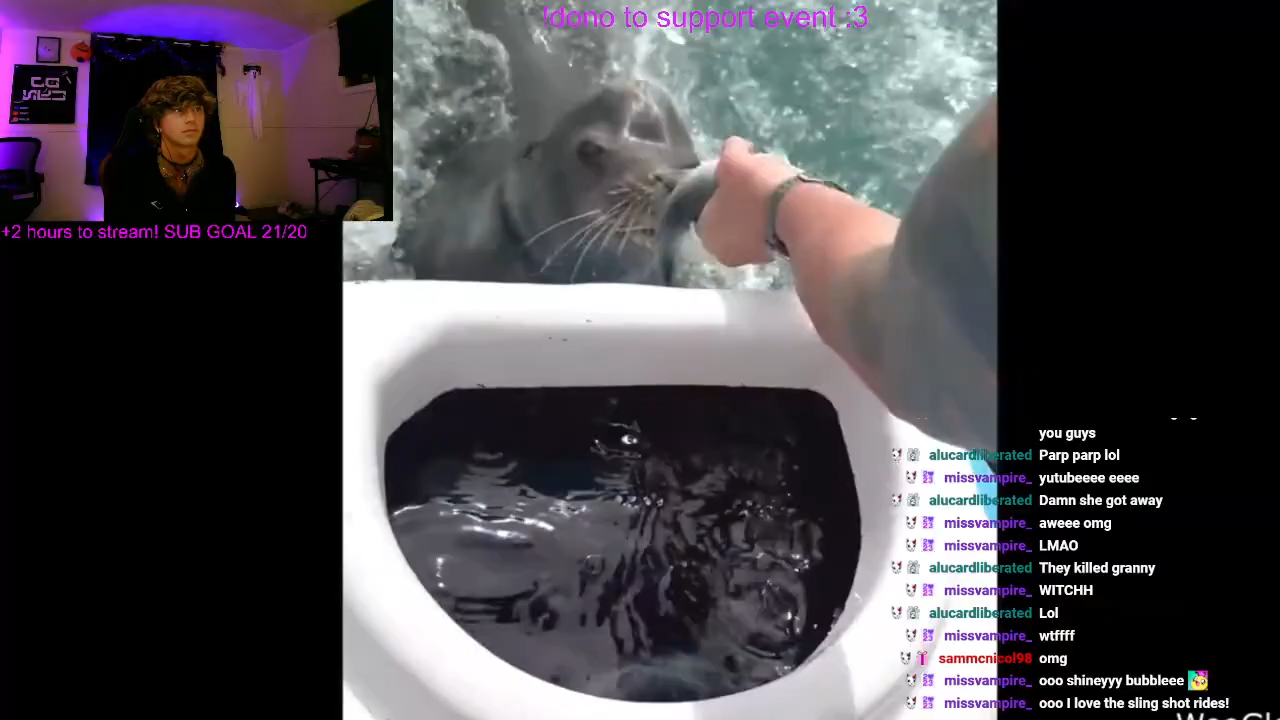 !dono to support event :3
+2 hours to stream! SUB GOAL 21/20
you guys
alucardliberated Parp parp lol
missvampire_ yutubeeee eeee
alucardliberated Damn she got away
missvampire_ aweee omg
missvampire_ LMAO
alucardliberated They killed granny
missvampire_ WITCHH
alucardliberated Lol
missvampire_ wtffff
sammcnicol98 omg
missvampire_ ooo shineyyy bubbleee
missvampire_ ooo I love the sling shot rides!